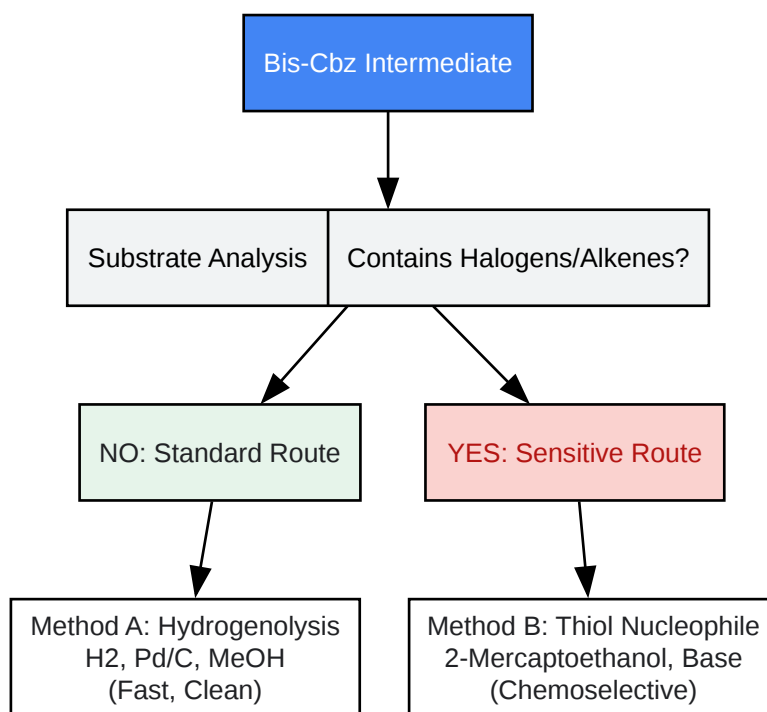 Bis-Cbz Intermediate
Substrate Analysis
Contains Halogens/Alkenes?
NO: Standard Route
YES: Sensitive Route
Method A: Hydrogenolysis
H2, Pd/C, MeOH
(Fast, Clean)
Method B: Thiol Nucleophile
2-Mercaptoethanol, Base
(Chemoselective)